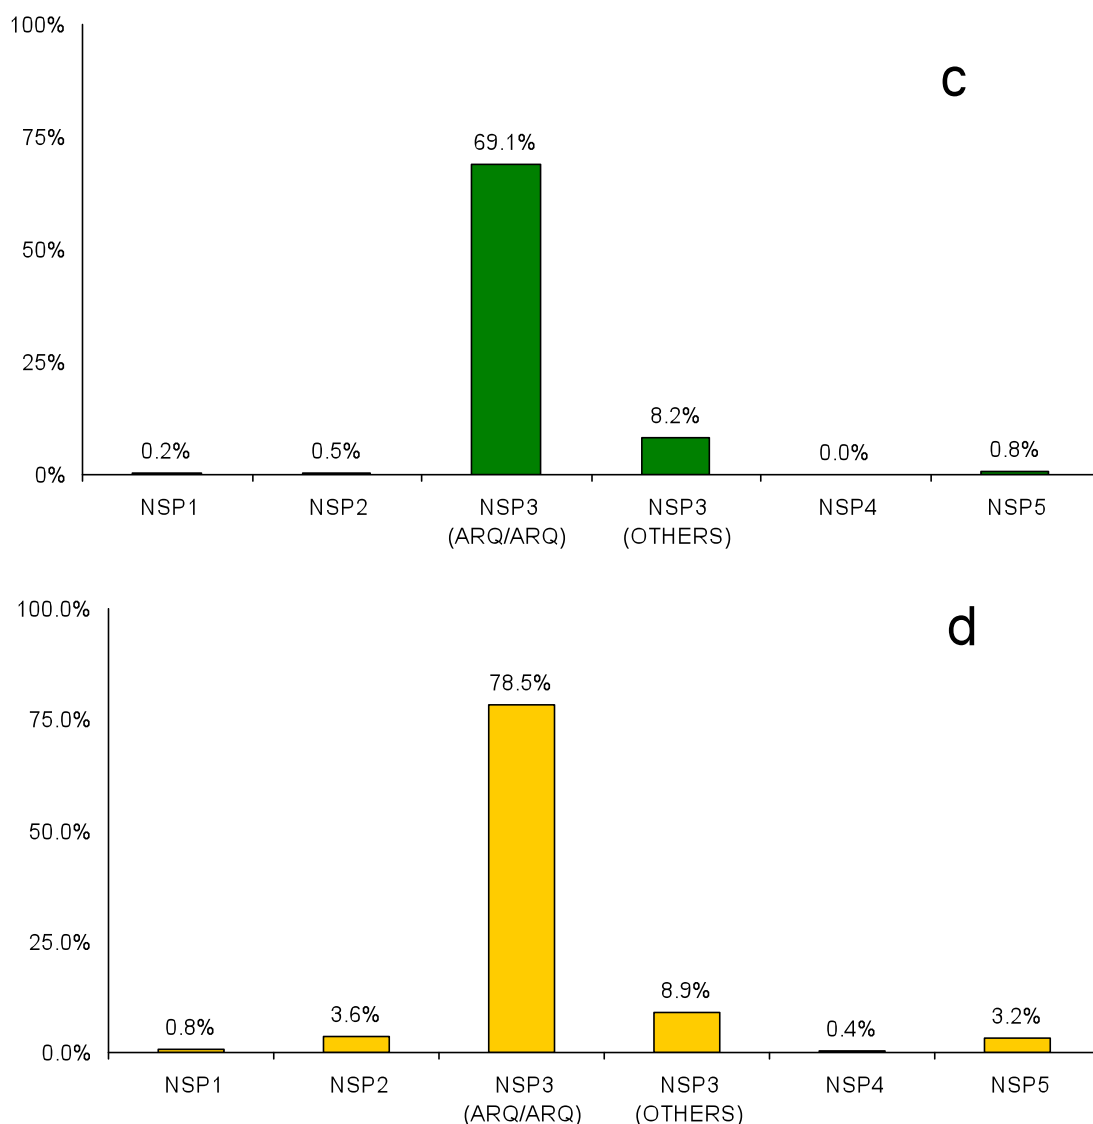 100%
c
75%
69.1%
50%
25%
8.2%
0.2%
0.5%
0.0%
0.8%
0%
NSP1
NSP2
NSP3
(ARQ/ARQ)
NSP3
(OTHERS)
NSP4
NSP5
100.0%
d
78.5%
75.0%
50.0%
25.0%
8.9%
0.8%
3.6%
0.4%
3.2%
0.0%
NSP1
NSP2
NSP3
(ARQ/ARQ)
NSP3
(OTHERS)
NSP4
NSP5